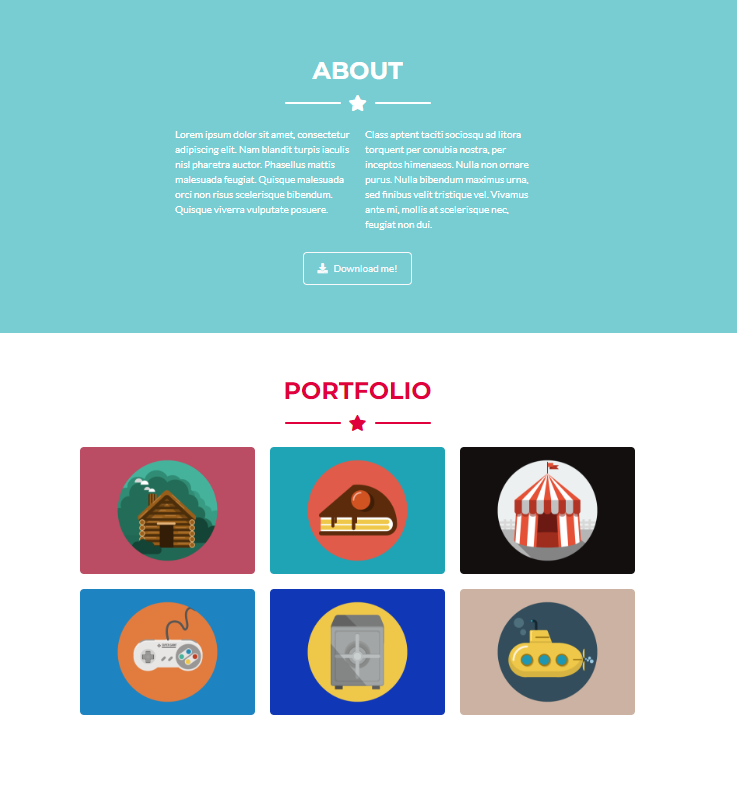 ABOUT
Lorem ipsum dolor sit amet, consectetur
adipiscing elit. Nam blandit turpis iaculis
nisl pharetra auctor. Phasellus mattis
malesuada feugiat. Quisque malesuada
orci non risus scelerisque bibendum.
Quisque viverra vulputate posuere.
Class aptent taciti sociosqu ad litora
torquent per conubia nostra, per
inceptos himenaeos. Nulla non ornare
purus. Nulla bibendum maximus urna,
sed finibus velit tristique vel. Vivamus
ante mi, mollis at scelerisque nec,
feugiat non dui.
Download me!
PORTFOLIO